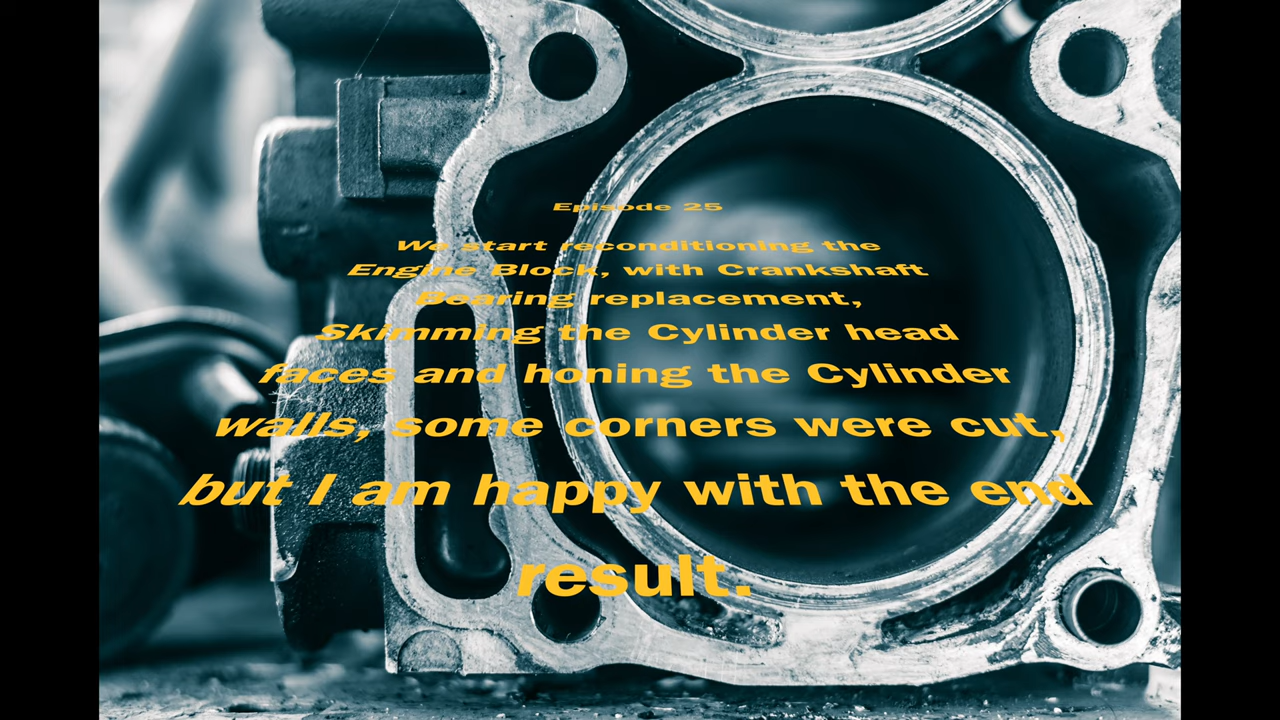 Episode 25
We start reconditioning the
Engine Block, with Crankshaft
Bearing replacement,
Skimming the Cylinder head
faces and honing the Cylinder
walls, some corners were cut,
but I am happy with the end
result.